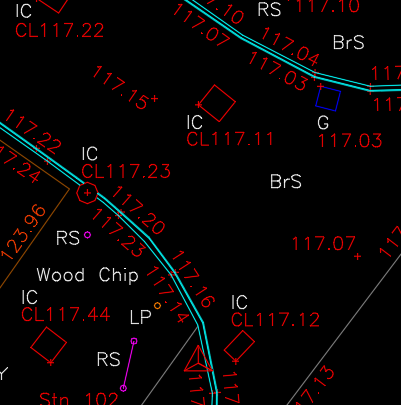 IC
CL117.22
117.10
RS
117.10
117.07
117.04
BrS
117.03
117.15
IC
CL117.11
G
117.03
117.22
117.24
IC
CL117.23
BrS
117.20
117.23
123.96
RS
117.07
Wood Chip
117.14
117.16
IC
CL117.44
LP
IC
CL117.12
RS
Stn 102